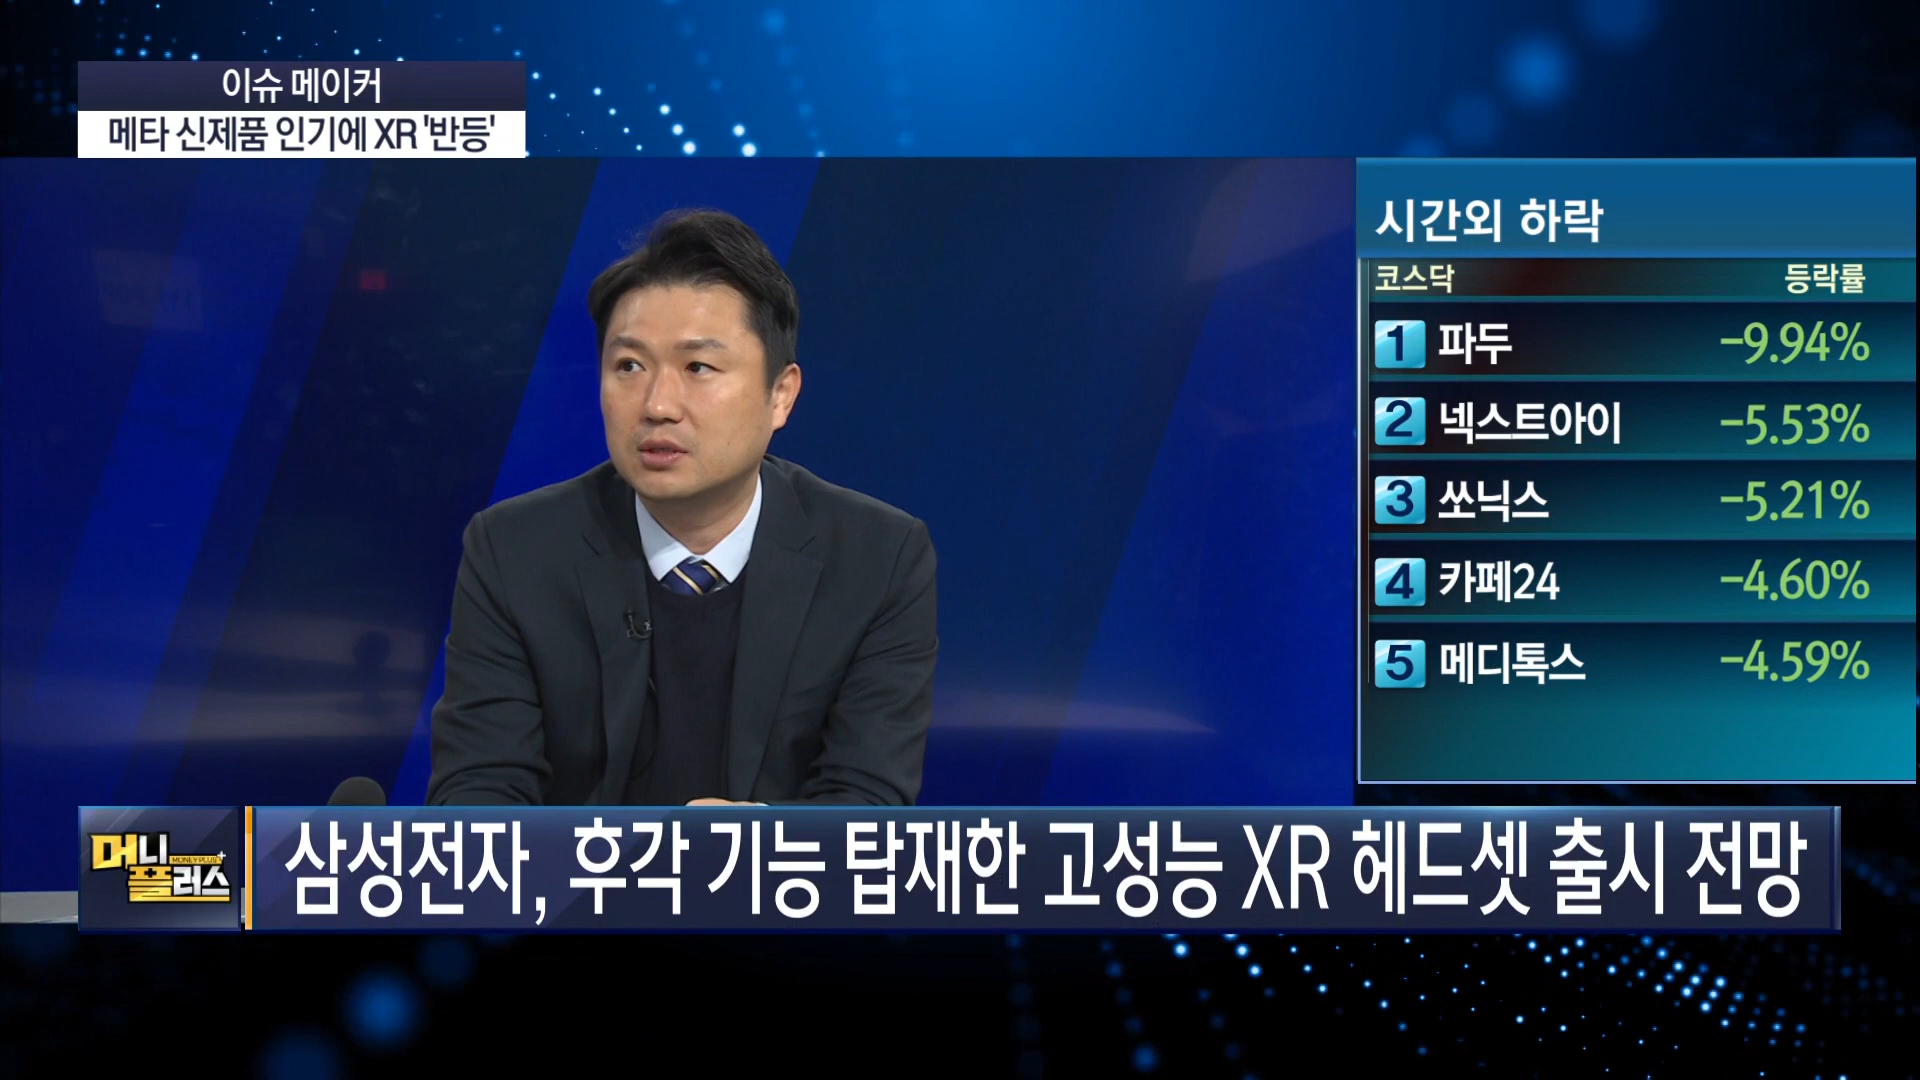 이슈 메이커
메타 신제품 인기에 XR '반등'
시간외 하락
코스닥 등락률
1 파두 -9.94%
2 넥스트아이 -5.53%
3 쏘닉스 -5.21%
4 카페24 -4.60%
5 메디톡스 -4.59%
머니
MONEY PLUS+
플러스
삼성전자, 후각 기능 탑재한 고성능 XR 헤드셋 출시 전망